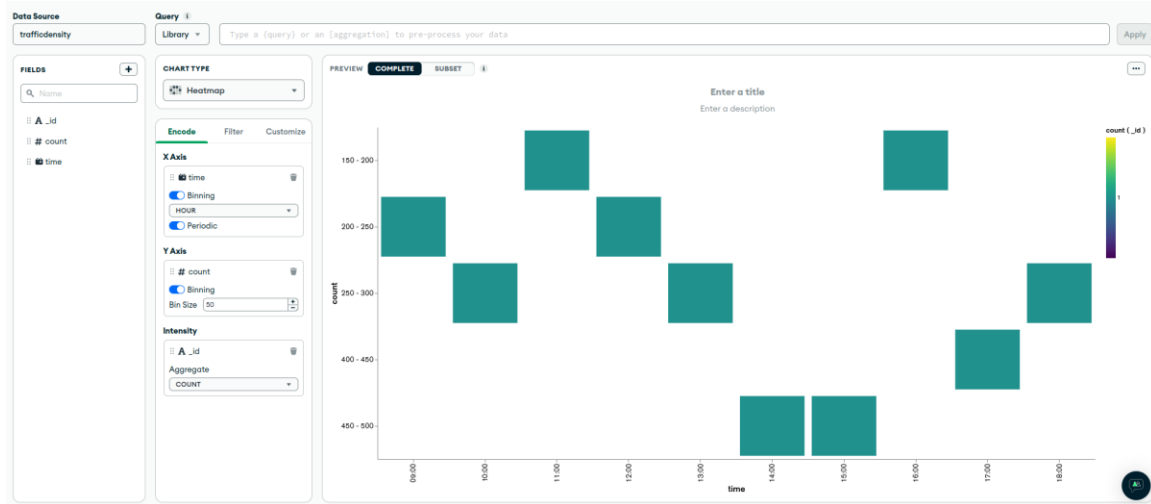 Data Source
trafficdensity
Query i
Library
Type a {query} or an [aggregation] to pre-process your data
Apply
FIELDS
+
Name
A _id
# count
time
CHART TYPE
Heatmap
Encode Filter Customize
X Axis
time
Binning
HOUR
Periodic
Y Axis
# count
Binning
Bin Size 50
Intensity
A _id
Aggregate
COUNT
PREVIEW COMPLETE SUBSET i
Enter a title
Enter a description
count
150 - 200
200 - 250
250 - 300
400 - 450
450 - 500
09:00 10:00 11:00 12:00 13:00 14:00 15:00 16:00 17:00 18:00
time
count ( _id )
1